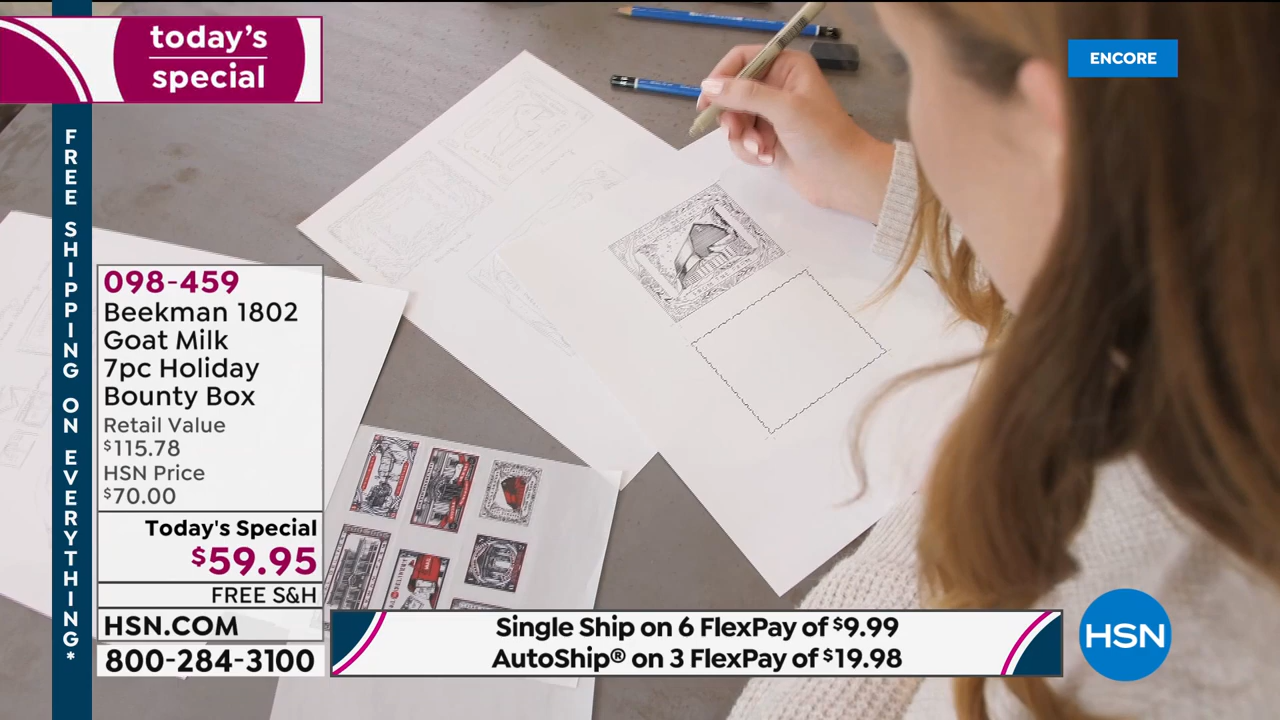 today's
special
ENCORE
FREE SHIPPING ON EVERYTHING*
098-459
Beekman 1802
Goat Milk
7pc Holiday
Bounty Box
Retail Value
$115.78
HSN Price
$70.00
Today's Special
$59.95
FREE S&H
HSN.COM
800-284-3100
Single Ship on 6 FlexPay of $9.99
AutoShip® on 3 FlexPay of $19.98
HSN